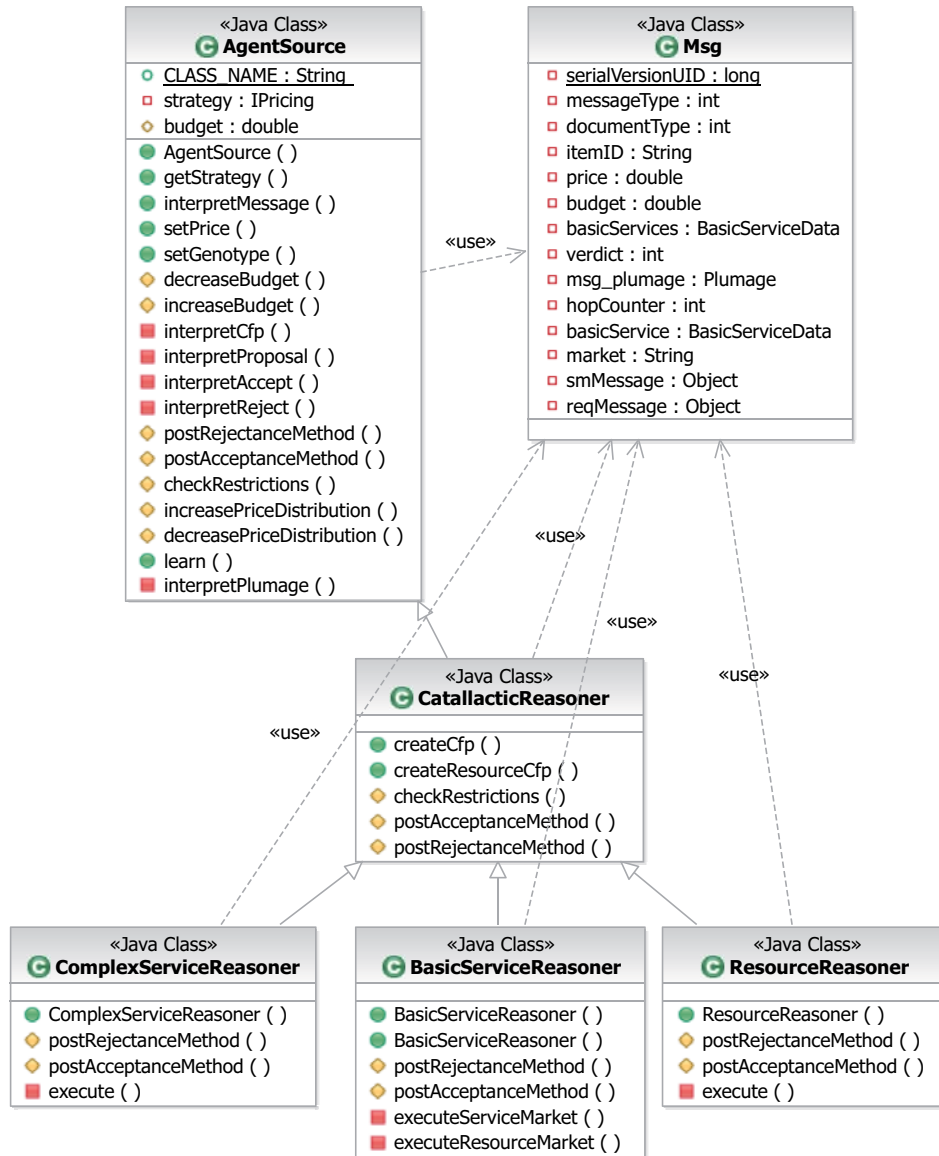 «Java Class»
AgentSource
CLASS_NAME : String
strategy : IPricing
budget : double
AgentSource ( )
getStrategy ( )
interpretMessage ( )
setPrice ( )
setGenotype ( )
decreaseBudget ( )
increaseBudget ( )
interpretCfp ( )
interpretProposal ( )
interpretAccept ( )
interpretReject ( )
postRejectanceMethod ( )
postAcceptanceMethod ( )
checkRestrictions ( )
increasePriceDistribution ( )
decreasePriceDistribution ( )
learn ( )
interpretPlumage ( )
«use»
«Java Class»
Msg
serialVersionUID : long
messageType : int
documentType : int
itemID : String
price : double
budget : double
basicServices : BasicServiceData
verdict : int
msg_plumage : Plumage
hopCounter : int
basicService : BasicServiceData
market : String
smMessage : Object
reqMessage : Object
«use»
«use»
«use»
«use»
«Java Class»
CatallacticReasoner
createCfp ( )
createResourceCfp ( )
checkRestrictions ( )
postAcceptanceMethod ( )
postRejectanceMethod ( )
«Java Class»
ComplexServiceReasoner
ComplexServiceReasoner ( )
postRejectanceMethod ( )
postAcceptanceMethod ( )
execute ( )
«Java Class»
BasicServiceReasoner
BasicServiceReasoner ( )
BasicServiceReasoner ( )
postRejectanceMethod ( )
postAcceptanceMethod ( )
executeServiceMarket ( )
executeResourceMarket ( )
«Java Class»
ResourceReasoner
ResourceReasoner ( )
postRejectanceMethod ( )
postAcceptanceMethod ( )
execute ( )